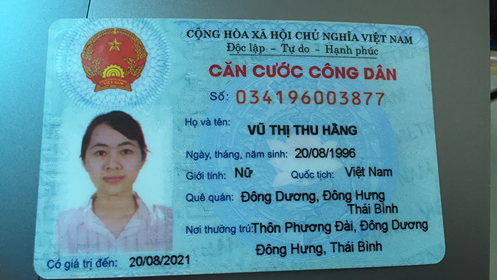 CỘNG HÒA XÃ HỘI CHỦ NGHĨA VIỆT NAM
Độc lập – Tự do – Hạnh phúc
CĂN CƯỚC CÔNG DÂN
Số: 034196003877
Họ và tên:
VŨ THỊ THU HẰNG
Ngày, tháng, năm sinh: 20/08/1996
Giới tính: Nữ Quốc tịch: Việt Nam
Quê quán: Đông Dương, Đông Hưng
Thái Bình
Nơi thường trú: Thôn Phương Đài, Đông Dương
Đông Hưng, Thái Bình
Có giá trị đến: 20/08/2021